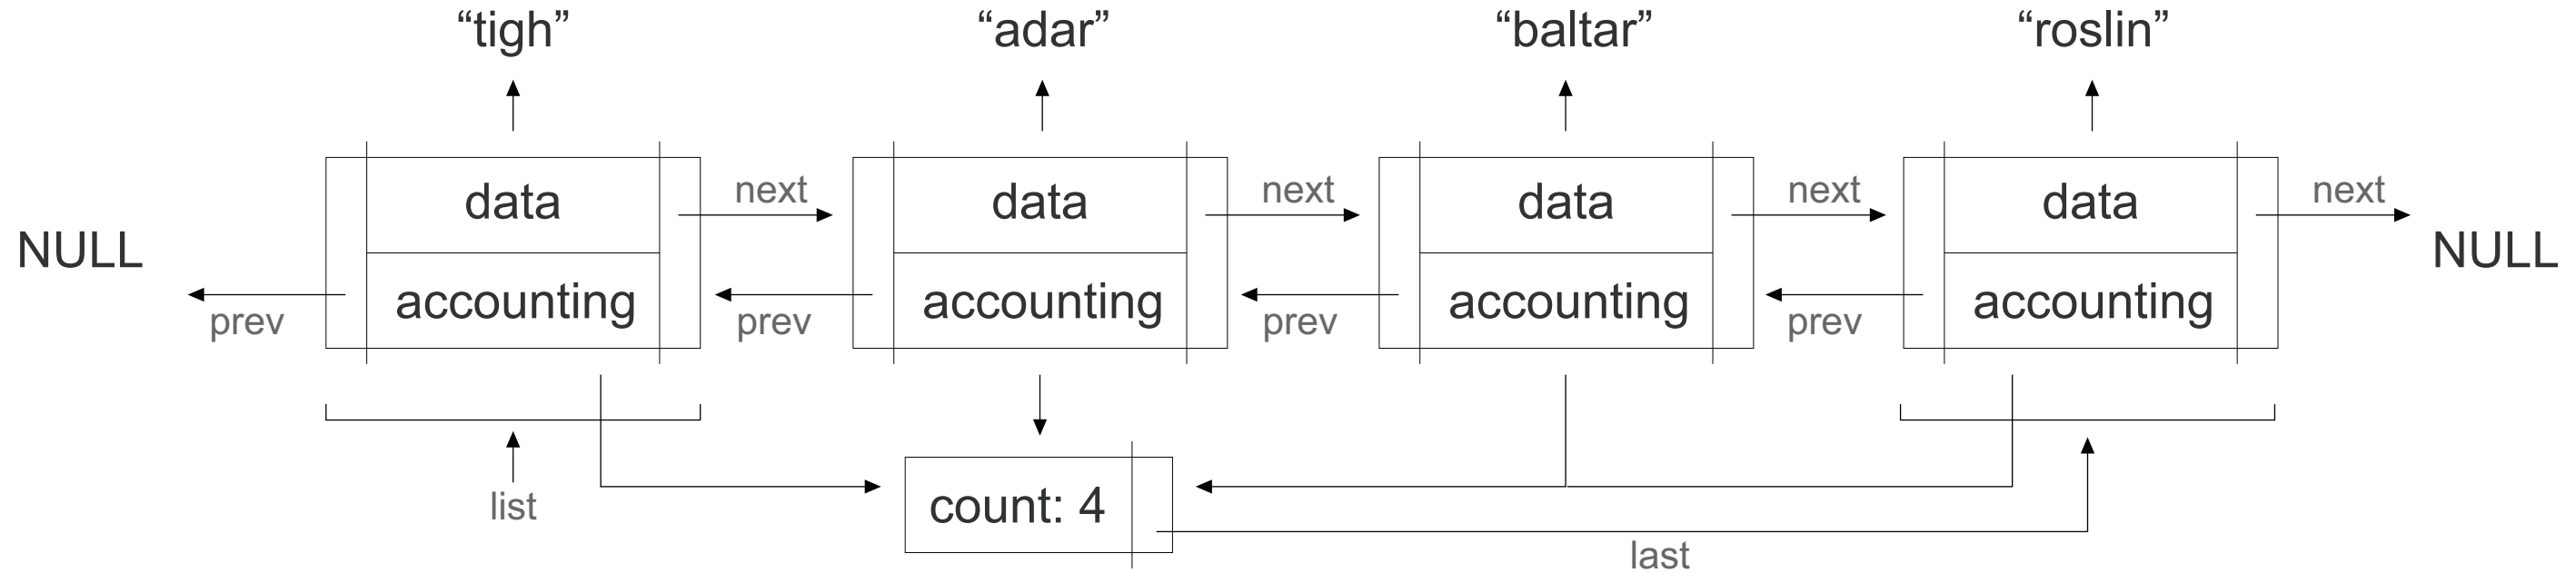 “tigh” “adar” “baltar” “roslin”
next next next next
data data data data
NULL NULL
accounting accounting accounting accounting
prev prev prev prev
list count: 4
last